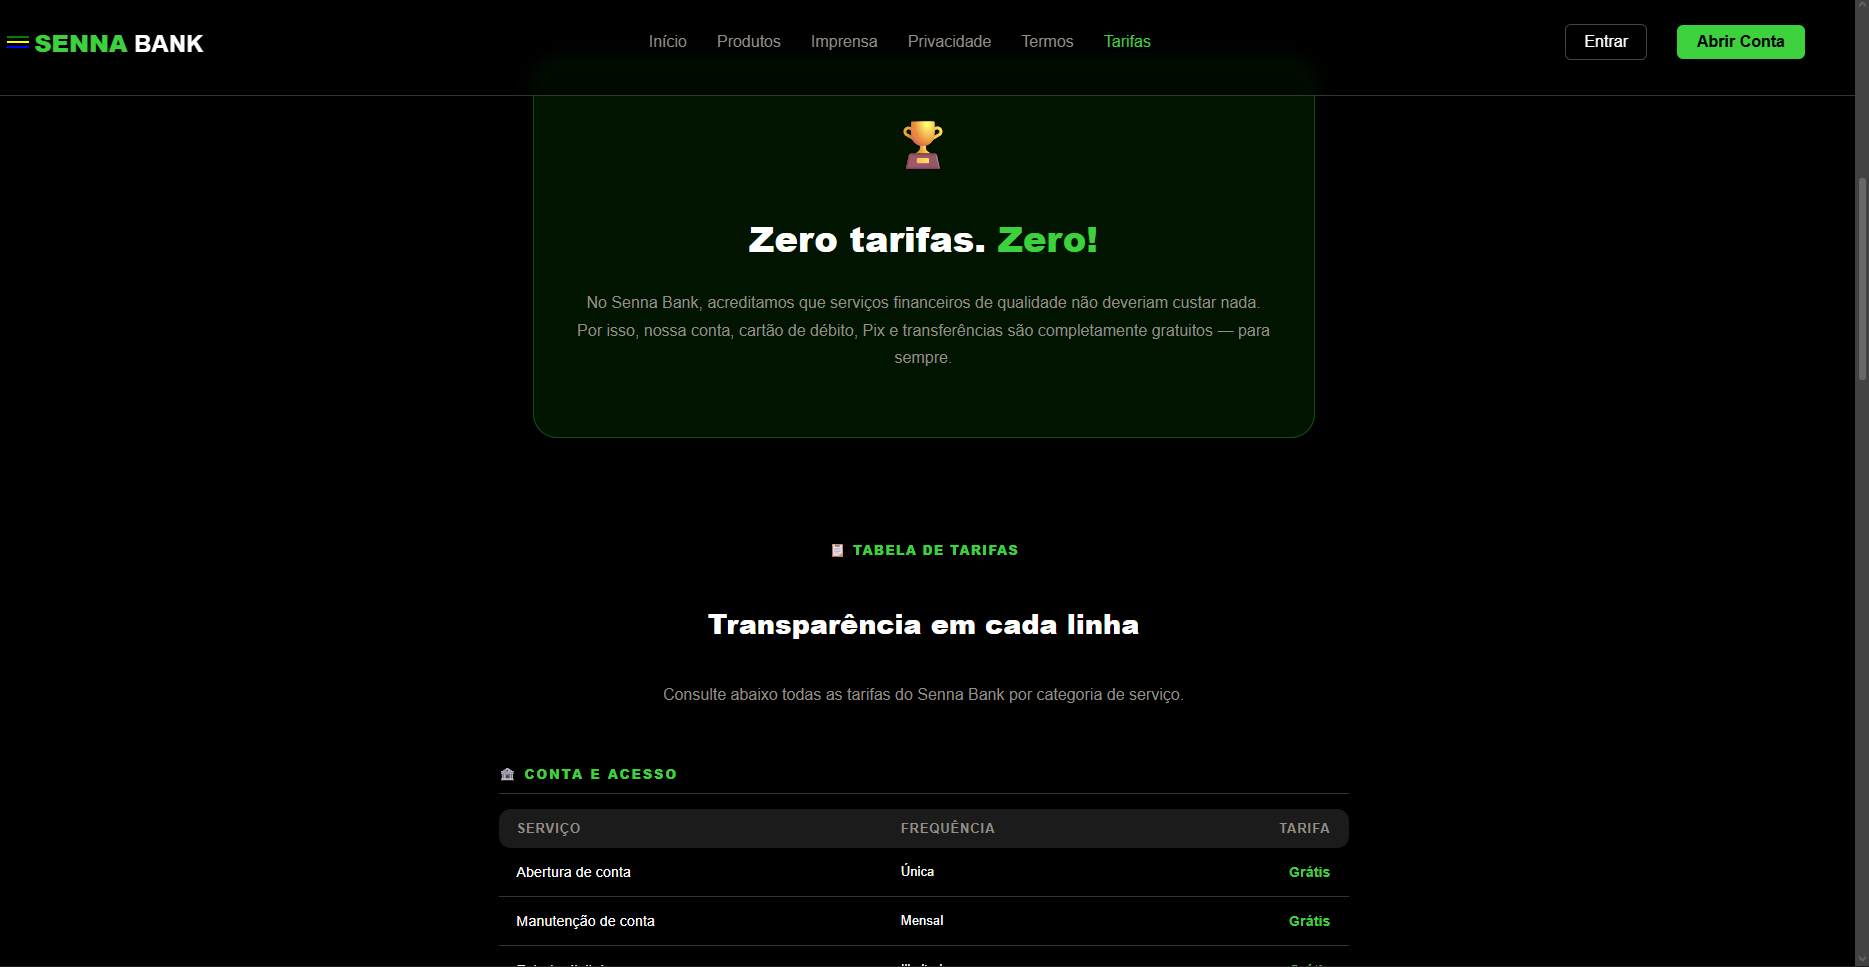 SENNA BANK
Início Produtos Imprensa Privacidade Termos Tarifas
Entrar
Abrir Conta
Zero tarifas. Zero!
No Senna Bank, acreditamos que serviços financeiros de qualidade não deveriam custar nada.
Por isso, nossa conta, cartão de débito, Pix e transferências são completamente gratuitos — para
sempre.
TABELA DE TARIFAS
Transparência em cada linha
Consulte abaixo todas as tarifas do Senna Bank por categoria de serviço.
CONTA E ACESSO
SERVIÇO FREQUÊNCIA TARIFA
Abertura de conta Única Grátis
Manutenção de conta Mensal Grátis